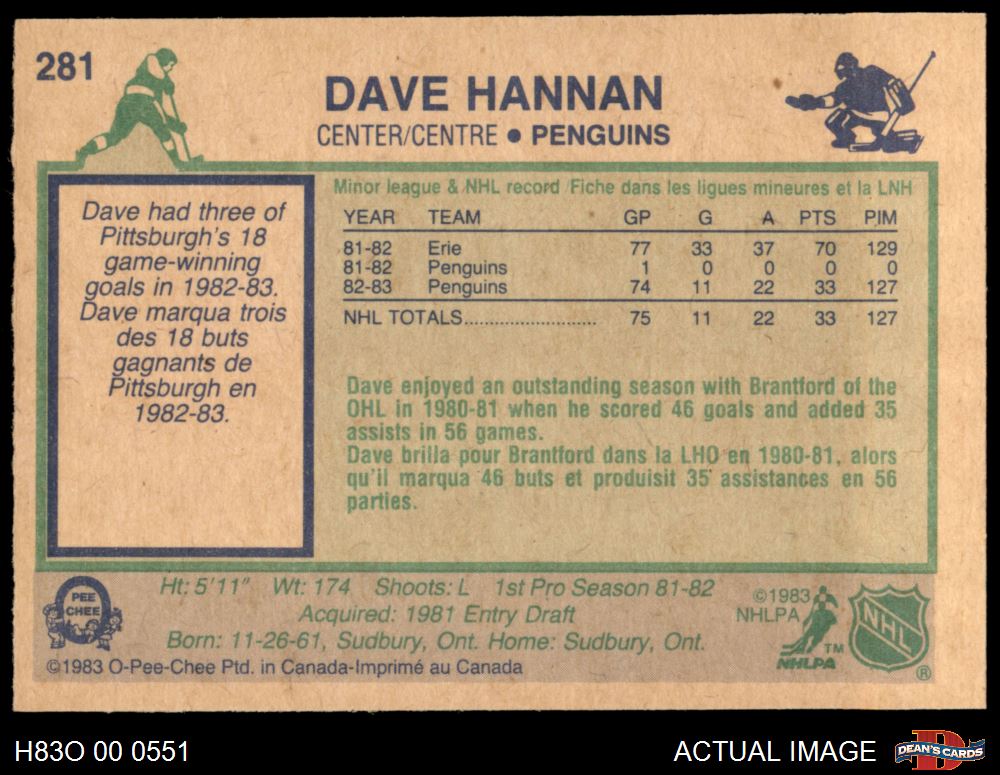 281
DAVE HANNAN
CENTER/CENTRE • PENGUINS
Dave had three of
Pittsburgh's 18
game-winning
goals in 1982-83.
Dave marqua trois
des 18 buts
gagnants de
Pittsburgh en
1982-83.
Minor league & NHL record/Fiche dans les ligues mineures et la LNH
YEAR TEAM GP G A PTS PIM
81-82 Erie 77 33 37 70 129
81-82 Penguins 1 0 0 0 0
82-83 Penguins 74 11 22 33 127
NHL TOTALS............................ 75 11 22 33 127
Dave enjoyed an outstanding season with Brantford of the
OHL in 1980-81 when he scored 46 goals and added 35
assists in 56 games.
Dave brilla pour Brantford dans la LHO en 1980-81, alors
qu'il marqua 46 buts et produisit 35 assistances en 56
parties.
PEE
CHEE
Ht: 5'11" Wt: 174 Shoots: L 1st Pro Season 81-82
Acquired: 1981 Entry Draft
Born: 11-26-61, Sudbury, Ont. Home: Sudbury, Ont.
©1983 O-Pee-Chee Ptd. in Canada-Imprimé au Canada
©1983
NHLPA
NHLPA
TM
NHL
®
H83O 00 0551
ACTUAL IMAGE
D
DEAN'S CARDS